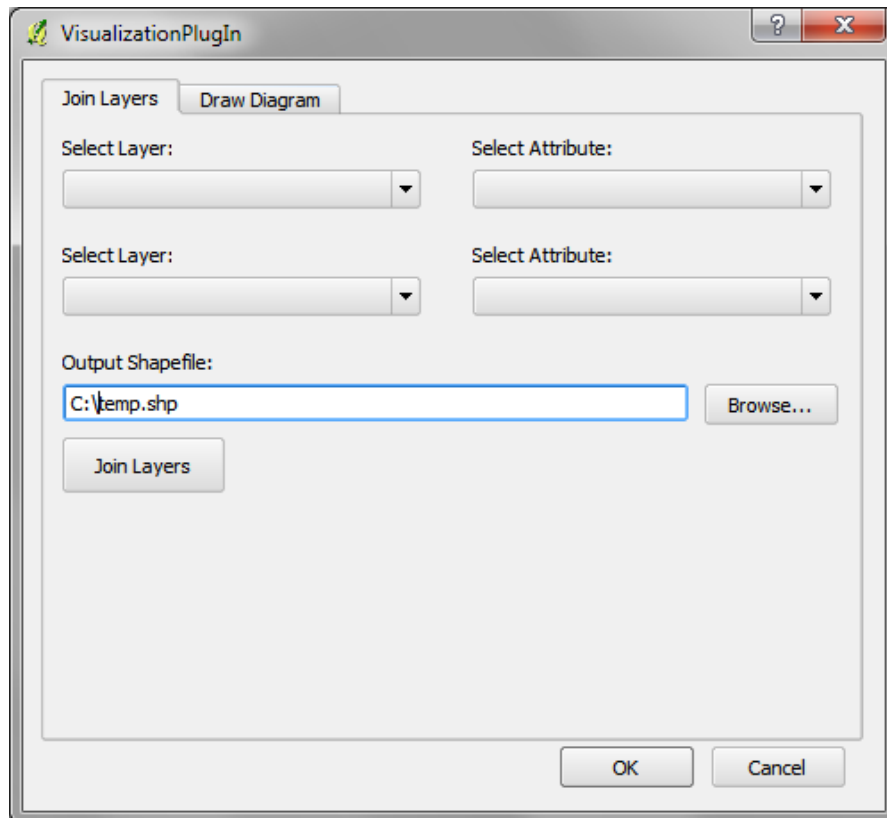 VisualizationPlugIn
?
X
Join Layers
Draw Diagram
Select Layer:
Select Attribute:
Select Layer:
Select Attribute:
Output Shapefile:
C:\temp.shp
Browse...
Join Layers
OK
Cancel